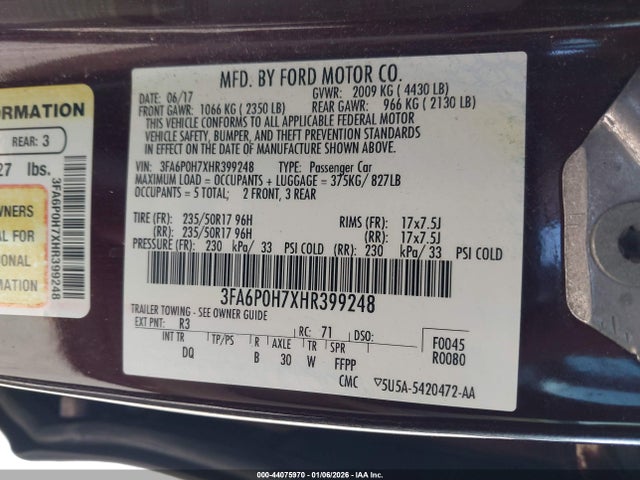 ORMATION
REAR: 3
27 lbs.
WNERS
AL FOR
IONAL
ATION
3FA6P0H7XHR399248
MFD. BY FORD MOTOR CO.
DATE: 06/17 GVWR: 2009 KG ( 4430 LB)
FRONT GAWR: 1066 KG ( 2350 LB) REAR GAWR: 966 KG ( 2130 LB)
THIS VEHICLE CONFORMS TO ALL APPLICABLE FEDERAL MOTOR
VEHICLE SAFETY, BUMPER, AND THEFT PREVENTION STANDARDS
IN EFFECT ON THE DATE OF MANUFACTURE SHOWN ABOVE.
VIN: 3FA6P0H7XHR399248 TYPE: Passenger Car
MAXIMUM LOAD = OCCUPANTS + LUGGAGE = 375KG/ 827LB
OCCUPANTS = 5 TOTAL; 2 FRONT, 3 REAR
TIRE (FR): 235/50R17 96H RIMS (FR): 17x7.5J
(RR): 235/50R17 96H (RR): 17x7.5J
PRESSURE (FR): 230 kPa/ 33 PSI COLD (RR): 230 kPa/ 33 PSI COLD
3FA6P0H7XHR399248
TRAILER TOWING - SEE OWNER GUIDE
EXT PNT: R3 RC: 71 DSO: F0045
INT TR TP/PS R AXLE TR SPR R0080
DQ B 30 W FFPP
CMC 5U5A-5420472-AA
000-44075970 | 01/06/2026 - IAA Inc.